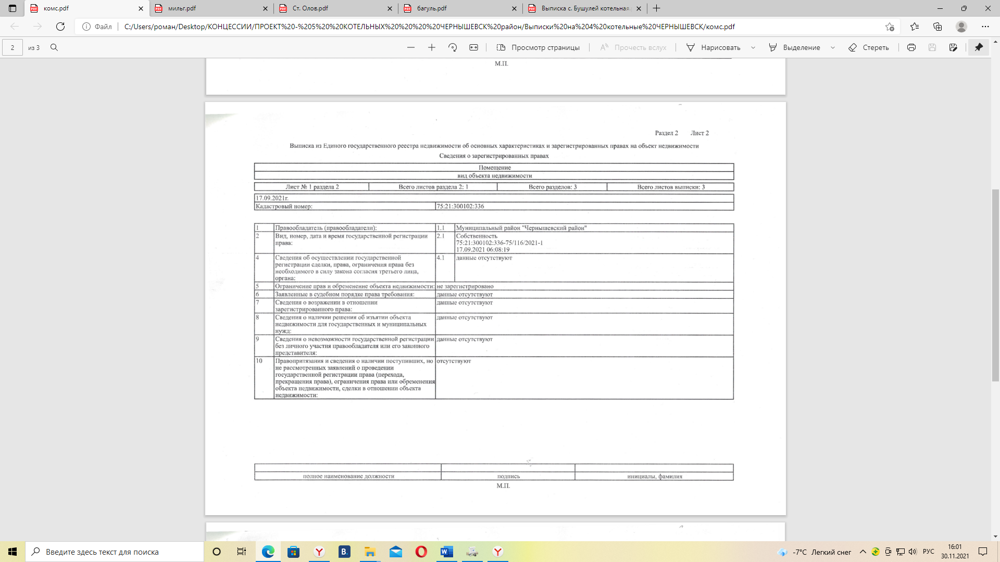 комс.pdf
мильг.pdf
Ст. Олов.pdf
багуль.pdf
Выписка с. Бушулей котельная
Файл
C:/Users/роман/Desktop/КОНЦЕССИИ/ПРОЕКТ%20-%205%20%20КОТЕЛЬНЫХ%20%20%20%20ЧЕРНЫШЕВСК%20район/Выписки%20на%204%20котельные%20ЧЕРНЫШЕВСК/комс.pdf
2 из 3
Просмотр страницы
Прочесть вслух
Нарисовать
Выделение
Стереть
М.П.
Раздел 2 Лист 2
Выписка из Единого государственного реестра недвижимости об основных характеристиках и зарегистрированных правах на объект недвижимости
Сведения о зарегистрированных правах
Помещение
вид объекта недвижимости
Лист № 1 раздела 2 Всего листов раздела 2: 1 Всего разделов: 3 Всего листов выписки: 3
17.09.2021г.
Кадастровый номер: 75:21:300102:336
1 Правообладатель (правообладатели): 1.1 Муниципальный район "Чернышевский район"
2 Вид, номер, дата и время государственной регистрации 2.1 Собственность
права: 75:21:300102:336-75/116/2021-1
17.09.2021 06:08:19
4 Сведения об осуществлении государственной 4.1 данные отсутствуют
регистрации сделки, права, ограничения права без
необходимого в силу закона согласия третьего лица,
органа:
5 Ограничение прав и обременение объекта недвижимости: не зарегистрировано
6 Заявленные в судебном порядке права требования: данные отсутствуют
7 Сведения о возражении в отношении данные отсутствуют
зарегистрированного права:
8 Сведения о наличии решения об изъятии объекта данные отсутствуют
недвижимости для государственных и муниципальных
нужд:
9 Сведения о невозможности государственной регистрации данные отсутствуют
без личного участия правообладателя или его законного
представителя:
10 Правопритязания и сведения о наличии поступивших, но отсутствуют
не рассмотренных заявлений о проведении
государственной регистрации права (перехода,
прекращения права), ограничения права или обременения
объекта недвижимости, сделки в отношении объекта
недвижимости:
полное наименование должности подпись инициалы, фамилия
М.П.
Введите здесь текст для поиска
-7°C Легкий снег
РУС
16:01
30.11.2021